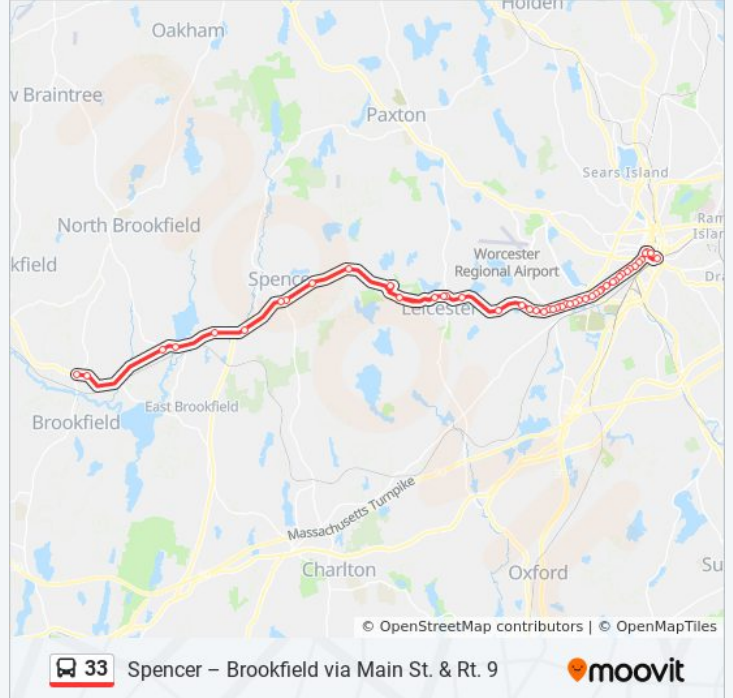 Holden
Oakham
w Braintree
Paxton
Sears Island
North Brookfield
Ram
Islan
kfield
Worcester
Regional Airport
Spence
Dra
Leicester
East Brookfield
Brookfield
Massachusetts Turnpike
Charlton
Oxford
Su
© OpenStreetMap contributors | © OpenMapTiles
33 Spencer – Brookfield via Main St. & Rt. 9 moovit